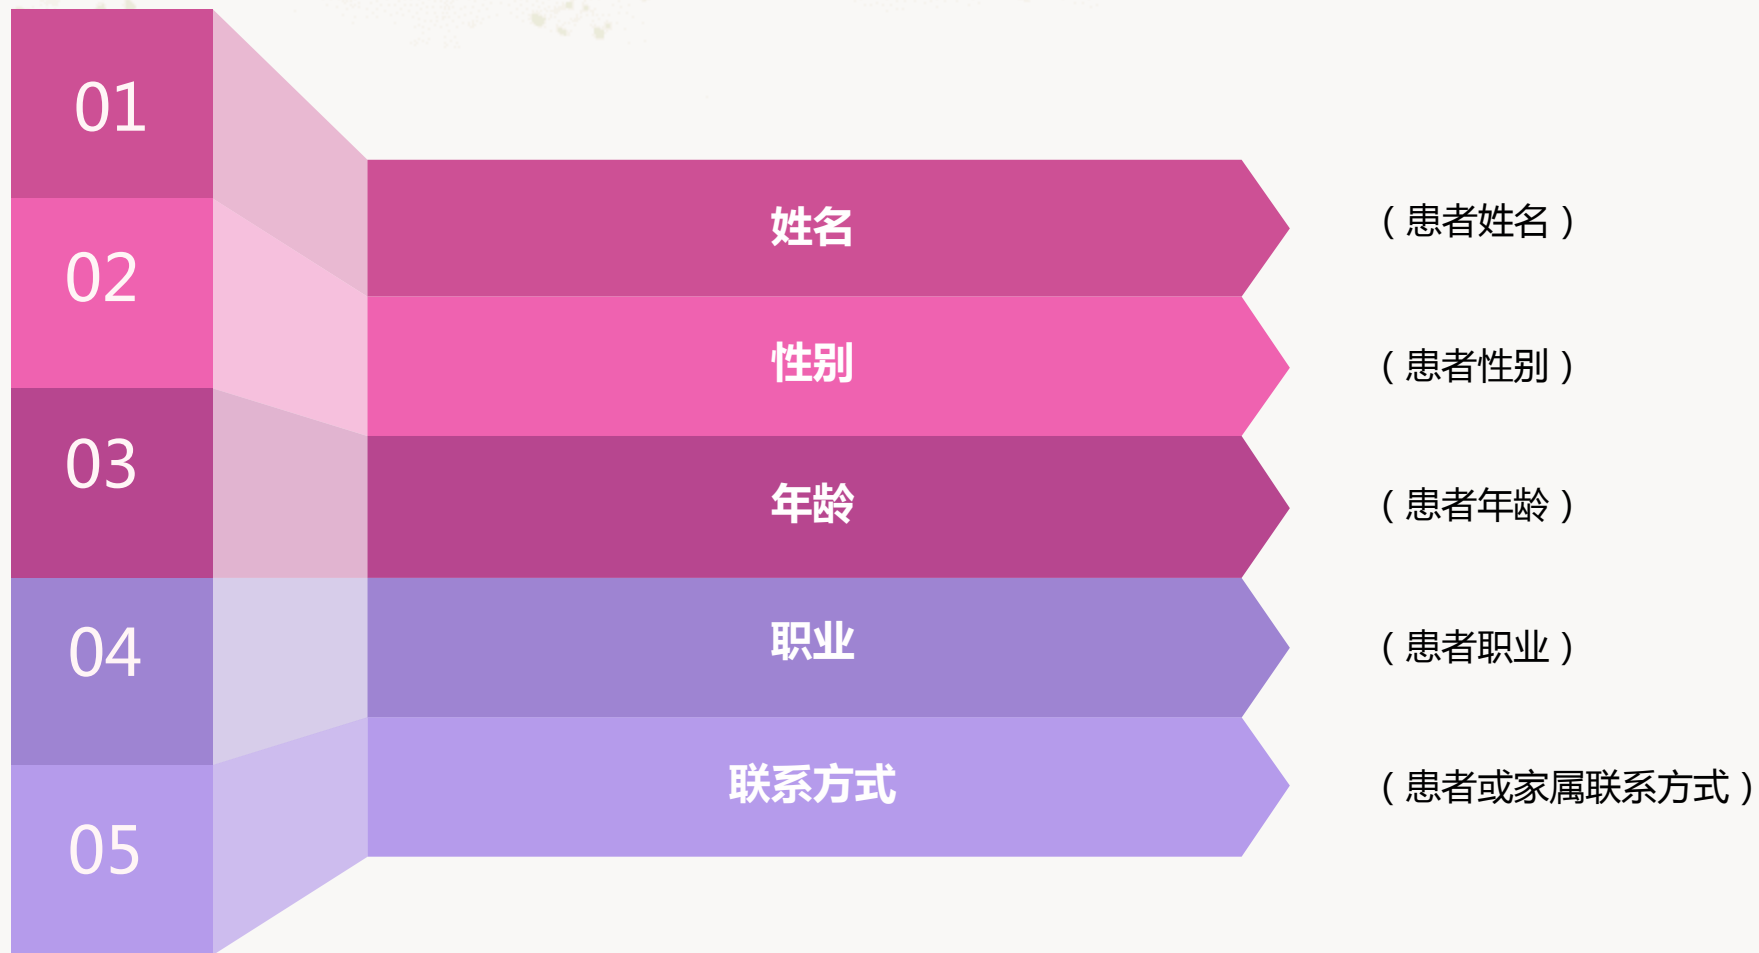 01
姓名
（患者姓名）
02
性别
（患者性别）
03
年龄
（患者年龄）
04
职业
（患者职业）
05
联系方式
（患者或家属联系方式）